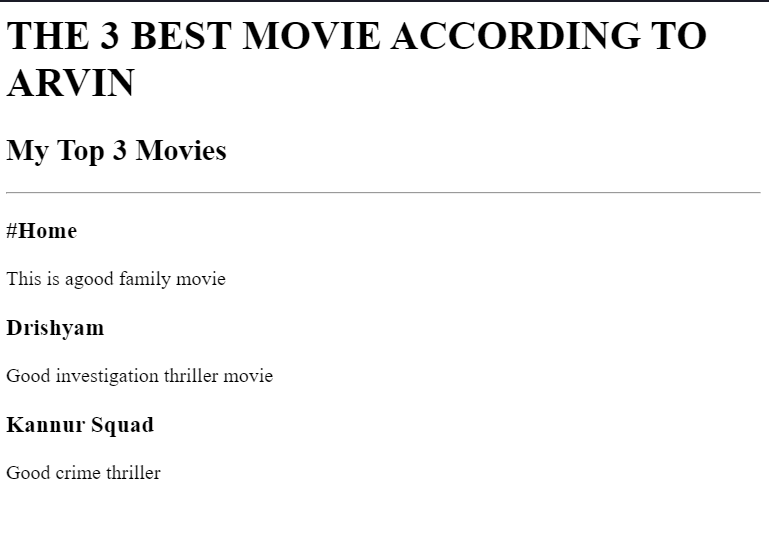 THE 3 BEST MOVIE ACCORDING TO
ARVIN
My Top 3 Movies
#Home
This is agood family movie
Drishyam
Good investigation thriller movie
Kannur Squad
Good crime thriller